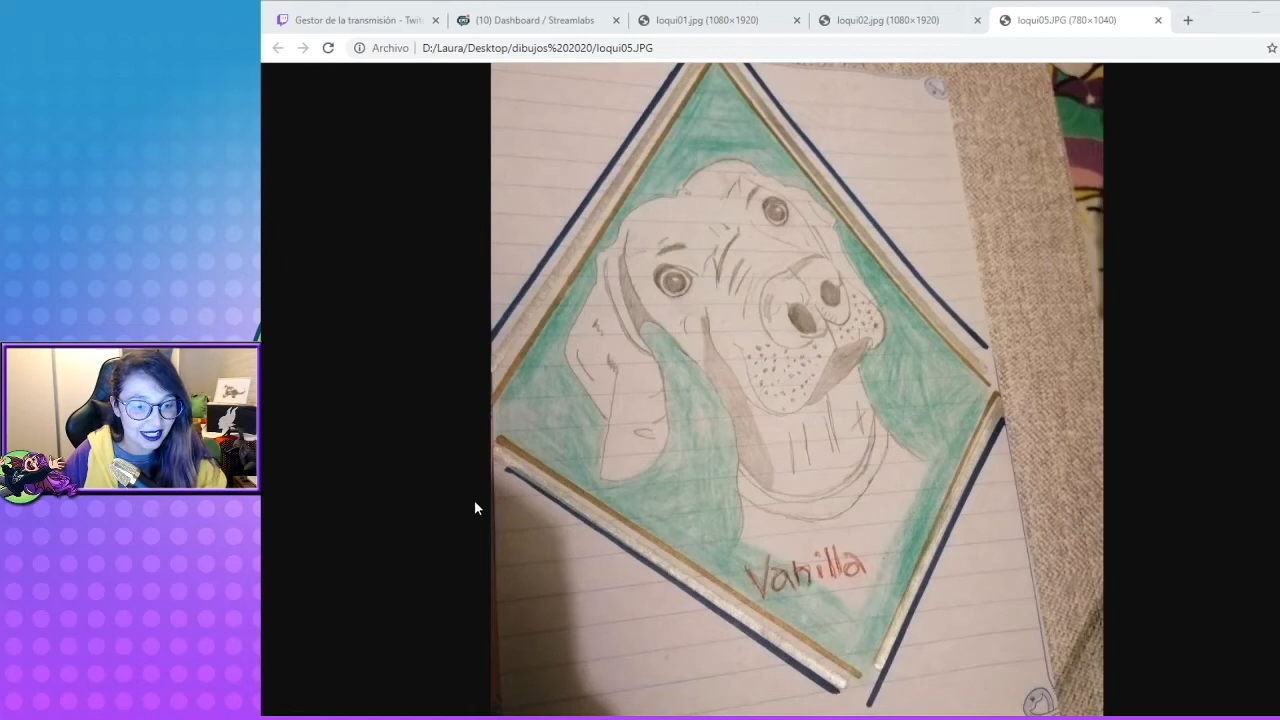 Gestor de la transmisión - Twit
(10) Dashboard / Streamlabs
loqui01.jpg (1080×1920)
loqui02.jpg (1080×1920)
loqui05.JPG (780×1040)
Archivo
D:/Laura/Desktop/dibujos%202020/loqui05.JPG
Vanilla